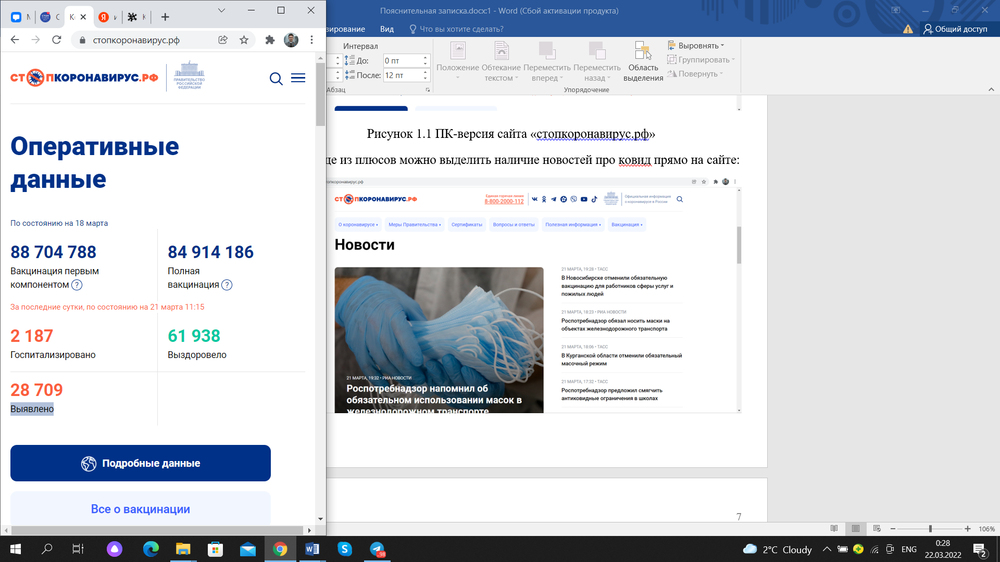 стопкоронавирус.рф
СТОПКОРОНАВИРУС.РФ
ПРАВИТЕЛЬСТВО
РОССИЙСКОЙ
ФЕДЕРАЦИИ
Оперативные
данные
По состоянию на 18 марта
88 704 788
Вакцинация первым
компонентом ?
84 914 186
Полная
вакцинация ?
За последние сутки, по состоянию на 21 марта 11:15
2 187
Госпитализировано
61 938
Выздоровело
28 709
Выявлено
Подробные данные
Все о вакцинации
Пояснительная записка.docx:1 - Word (Сбой активации продукта)
зирование Вид Что вы хотите сделать? Общий доступ
Интервал
До: 0 пт
После: 12 пт
Абзац
Положение
Обтекание
текстом
Переместить
вперед
Переместить
назад
Область
выделения
Выровнять
Группировать
Повернуть
Упорядочение
Рисунок 1.1 ПК-версия сайта «стопкоронавирус.рф»
ще из плюсов можно выделить наличие новостей про ковид прямо на сайте:
опкоронавирус.рф
СТОПКОРОНАВИРУС.РФ
Единая горячая линия
8-800-2000-112
Официальная информация
о коронавирусе в России
О коронавирусе Меры Правительства Сертификаты Вопросы и ответы Полезная информация Вакцинация
Новости
21 МАРТА, 19:32 • РИА НОВОСТИ
Роспотребнадзор напомнил об
обязательном использовании масок в
железнодорожном транспорте
21 МАРТА, 19:28 • ТАСС
В Новосибирске отменили обязательную
вакцинацию для работников сферы услуг и
пожилых людей
21 МАРТА, 18:23 • РИА НОВОСТИ
Роспотребнадзор обязал носить маски на
объектах железнодорожного транспорта
21 МАРТА, 18:06 • ТАСС
В Курганской области отменили обязательный
масочный режим
21 МАРТА, 17:32 • ТАСС
Роспотребнадзор предложил смягчить
антиковидные ограничения в школах
7
106%
2°C Cloudy
ENG
0:28
22.03.2022
2